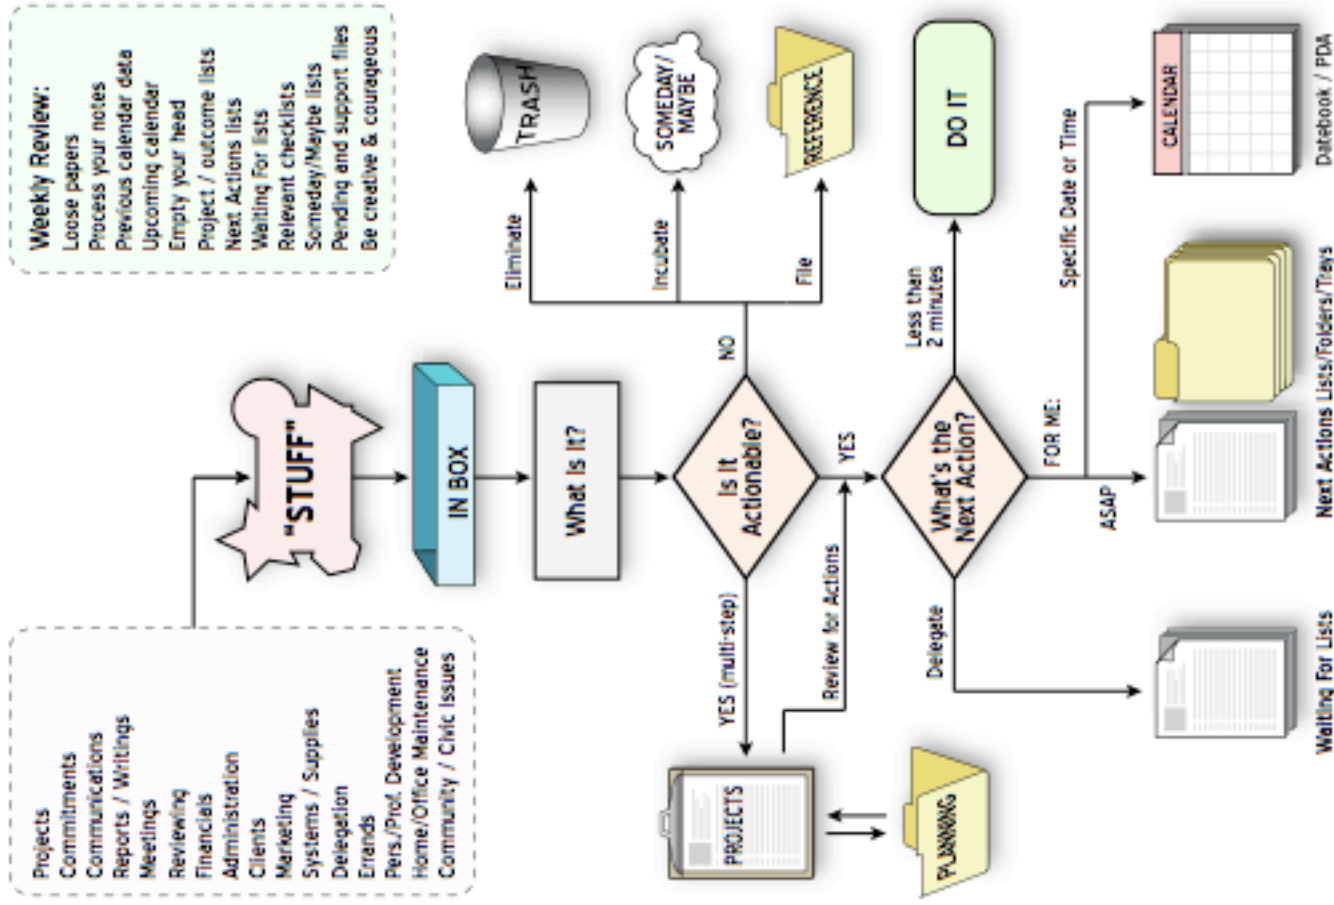 Projects
Commitments
Communications
Reports / Writings
Meetings
Reviewing
Financials
Administration
Clients
Marketing
Systems / Supplies
Delegation
Errands
Pers./Prof. Development
Home/Office Maintenance
Community / Civic Issues
"STUFF"
IN BOX
What Is It?
Weekly Review:
Loose papers
Process your notes
Previous calendar data
Upcoming calendar
Empty your head
Project / outcome lists
Next Actions lists
Waiting For lists
Relevant checklists
Someday/Maybe lists
Pending and support files
Be creative & courageous
Is It
Actionable?
NO
Eliminate
TRASH
Incubate
SOMEDAY/
MAYBE
File
REFERENCE
YES (multi-step)
PROJECTS
Review for Actions
PLANNING
YES
What's the
Next Action?
Less than
2 minutes
DO IT
Delegate
Waiting For Lists
FOR ME:
ASAP
Next Actions Lists/Folders/Trays
Specific Date or Time
CALENDAR
Datebook / PDA